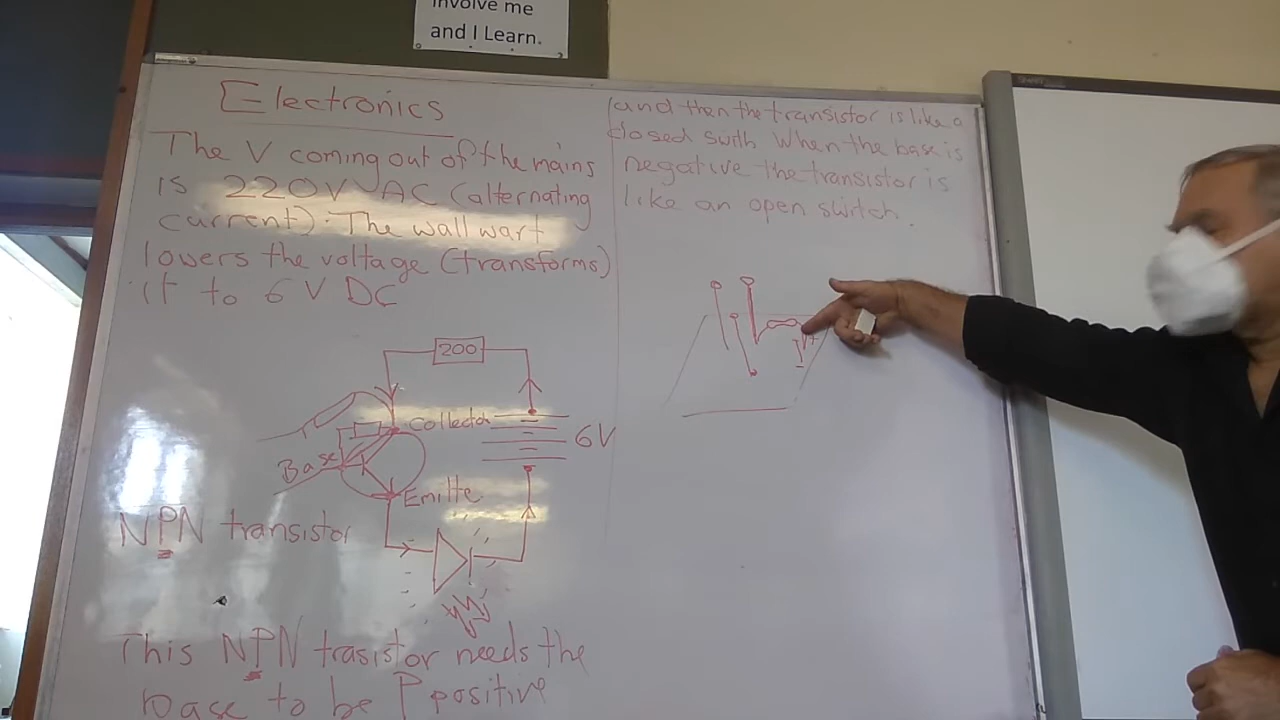 Involve me
and I Learn.
Electronics
The V coming out of the mains
is 220V AC (alternating
current). The wall wart
lowers the voltage (transforms)
it to 6 V DC
200
Collector
6V
Base
Emitte
NPN transistor
This NPN trasistor needs the
base to be P positive
and then the transistor is like a
closed swith When the base is
negative the transistor is
like an open switch.